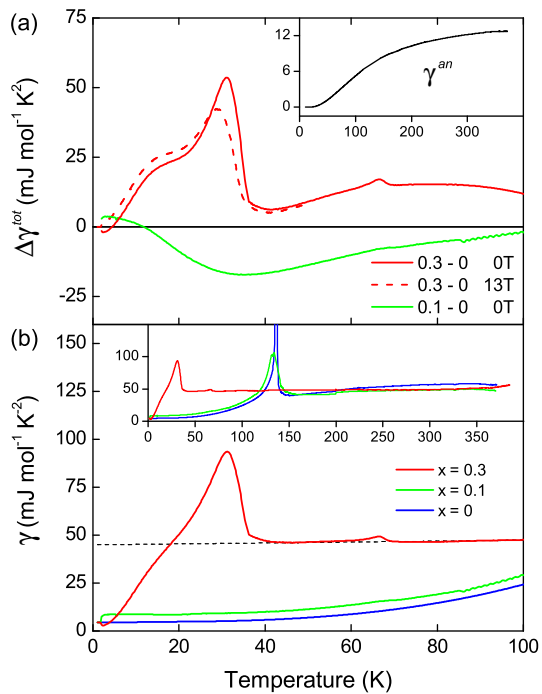 (a)
75
50
25
0
-25
Δγ^tot (mJ mol⁻¹ K²)
12
6
0
0 100 200 300
γ^an
0.3 - 0 0T
0.3 - 0 13T
0.1 - 0 0T
(b)
150
125
100
75
50
25
0
γ (mJ mol⁻¹ K⁻²)
100
50
0
0 50 100 150 200 250 300 350
x = 0.3
x = 0.1
x = 0
0 20 40 60 80 100
Temperature (K)